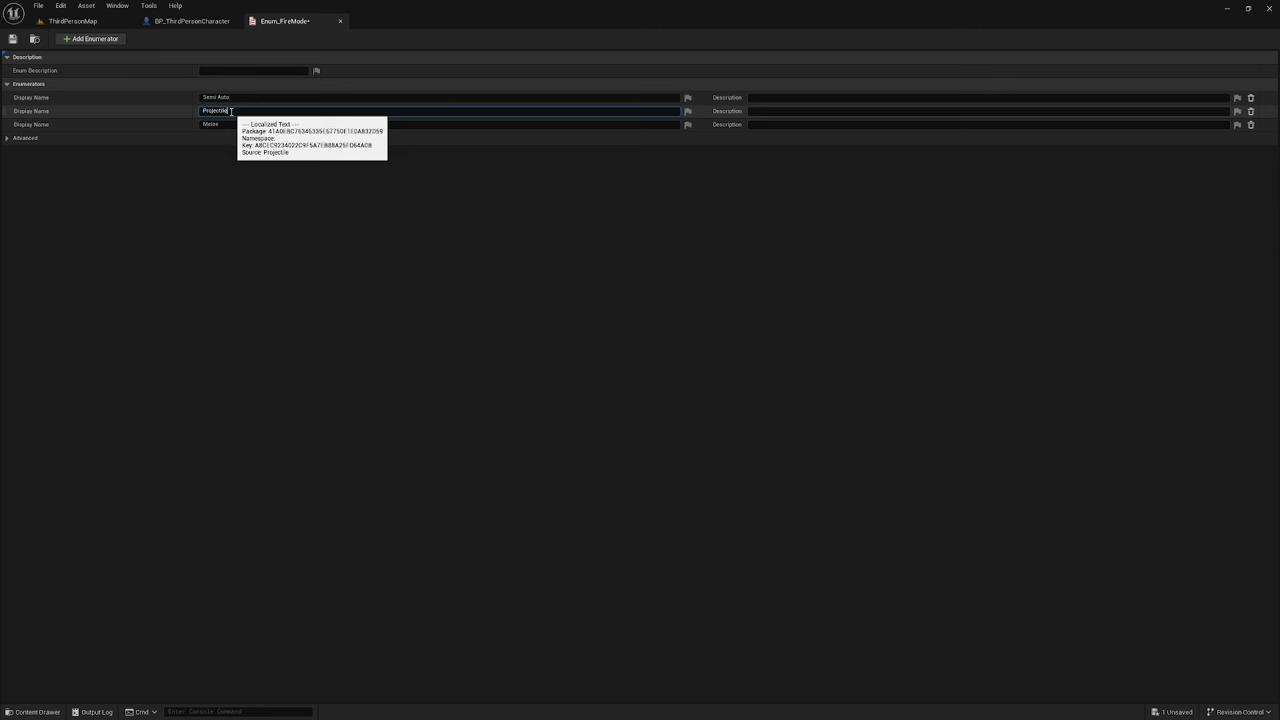 File Edit Asset Window Tools Help
ThirdPersonMap BP_ThirdPersonCharacter Enum_FireMode*
Add Enumerator
Description
Enum Description
Enumerators
Display Name Semi Auto Description
Display Name Projectile Description
Display Name Melee Description
Advanced
--- Localized Text ---
Namespace:
Source: Projectile
Content Drawer Output Log Cmd Enter Console Command 1 Unsaved Revision Control